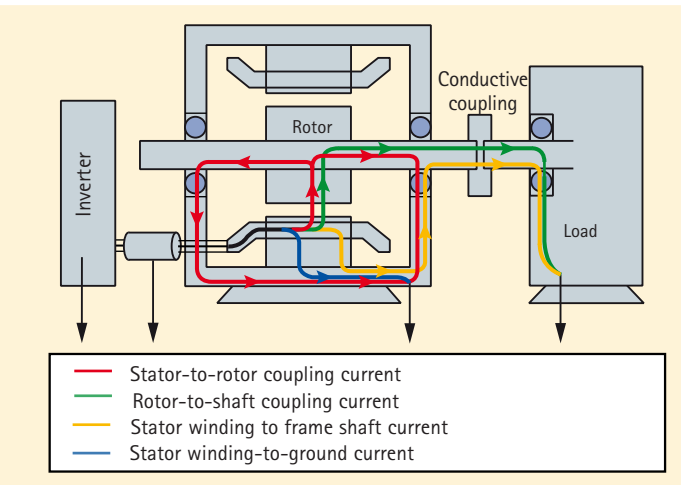 Conductive
coupling
Rotor
Inverter
Load
Stator-to-rotor coupling current
Rotor-to-shaft coupling current
Stator winding to frame shaft current
Stator winding-to-ground current